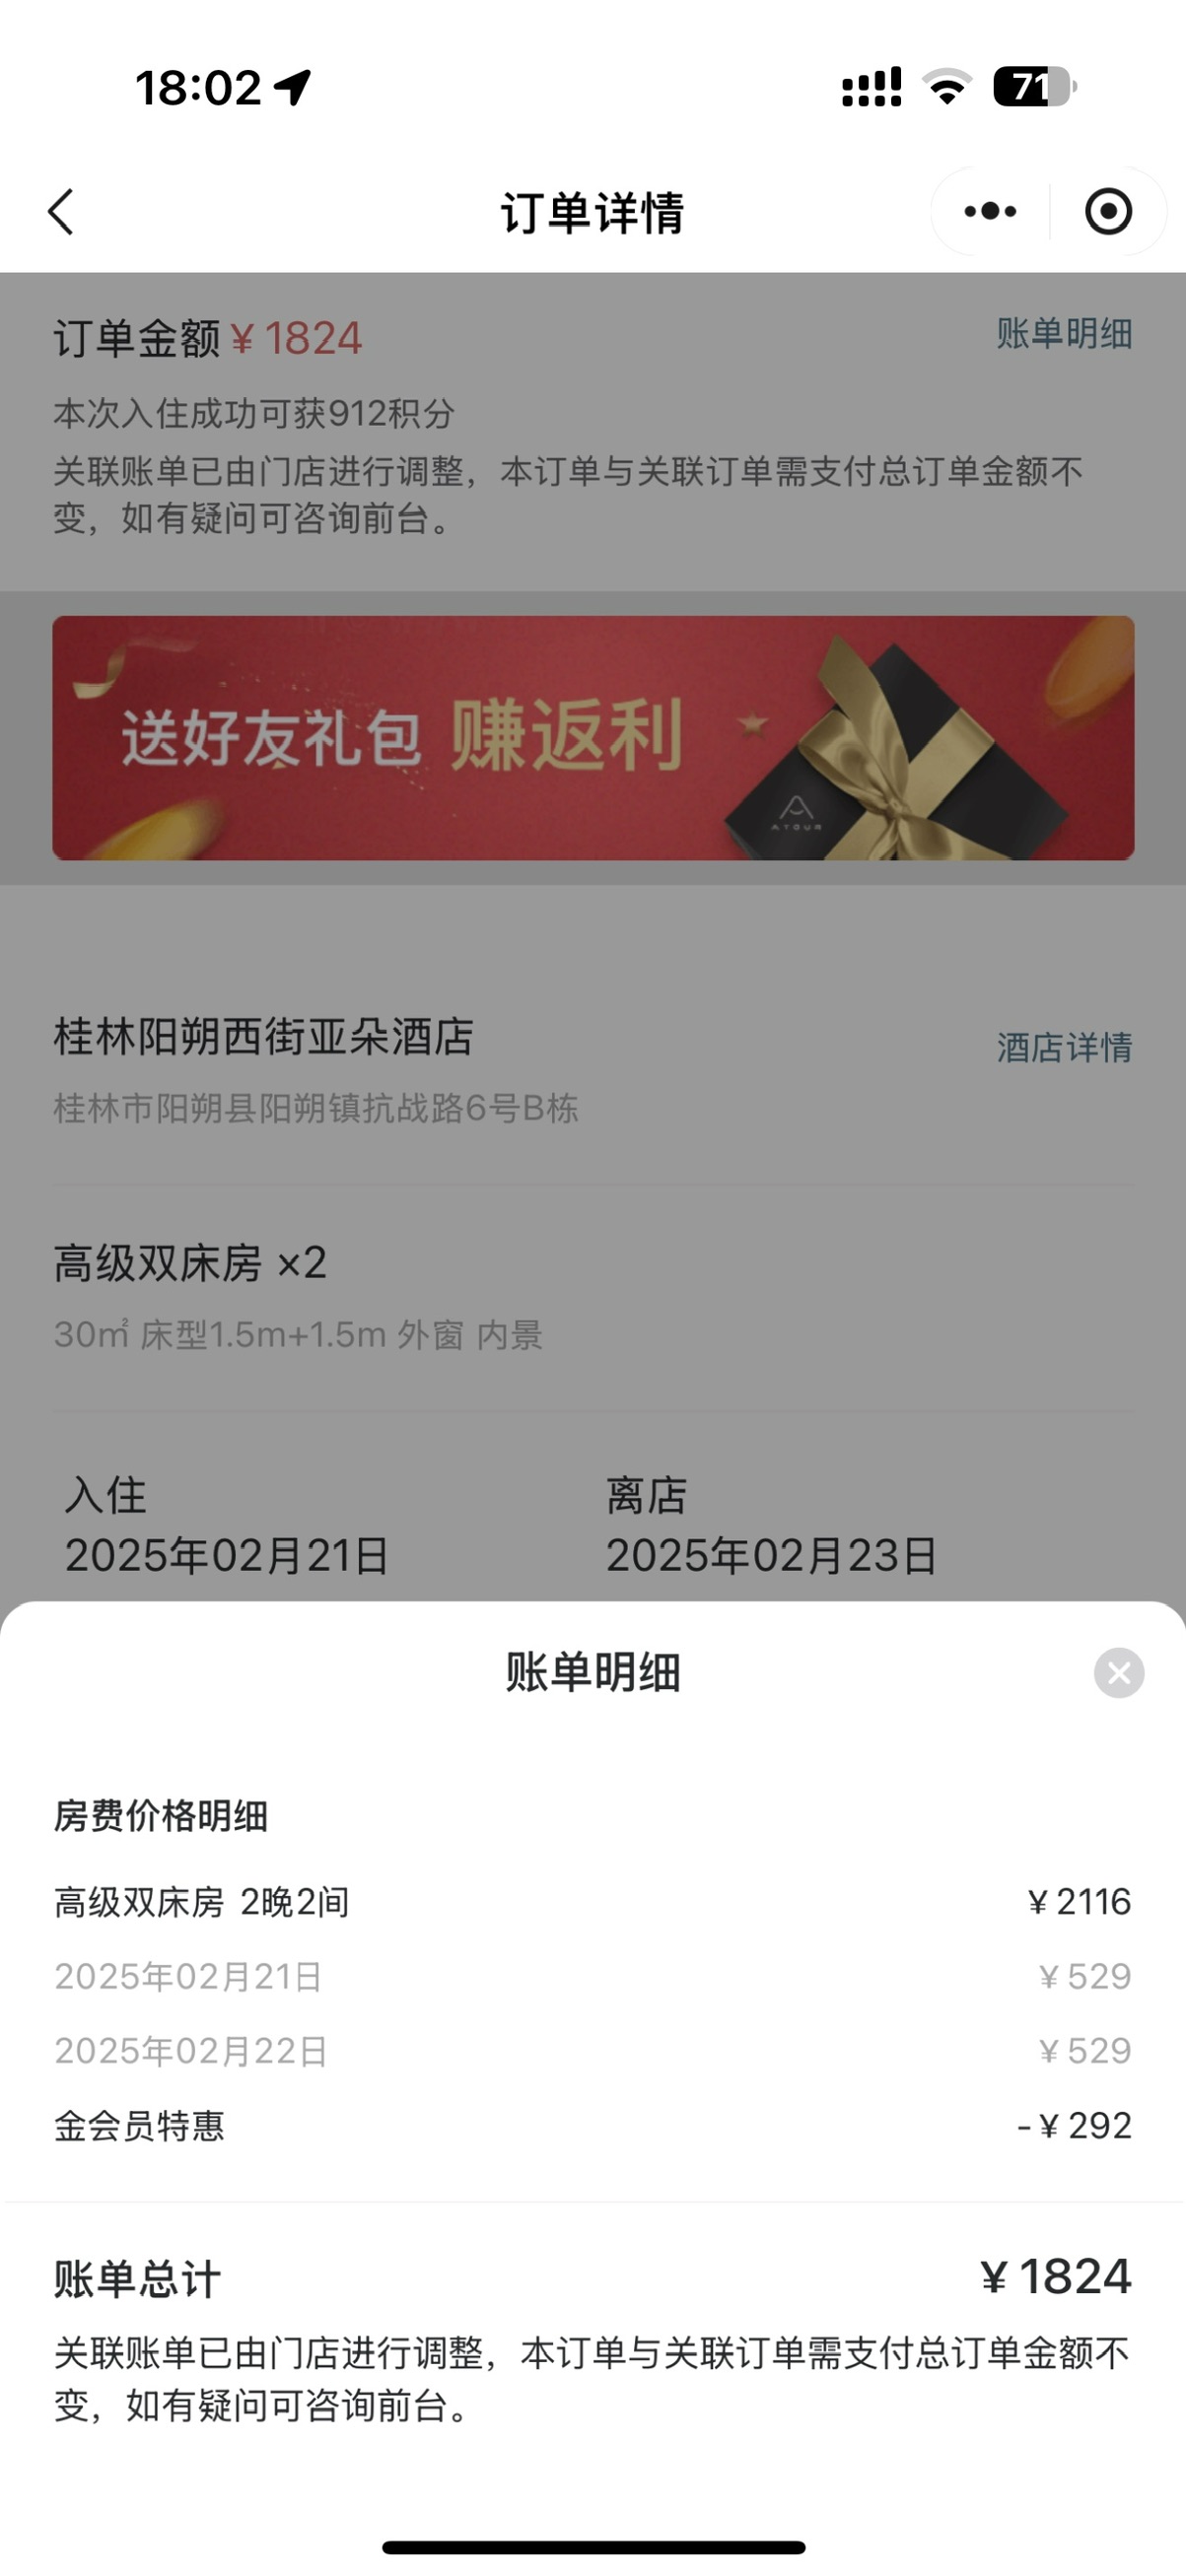 18:02
71
订单详情
订单金额 ¥ 1824
账单明细
本次入住成功可获912积分
关联账单已由门店进行调整，本订单与关联订单需支付总订单金额不
变，如有疑问可咨询前台。
送好友礼包 赚返利
ATOUR
桂林阳朔西街亚朵酒店
酒店详情
桂林市阳朔县阳朔镇抗战路6号B栋
高级双床房 ×2
30㎡ 床型1.5m+1.5m 外窗 内景
入住
2025年02月21日
离店
2025年02月23日
账单明细
房费价格明细
高级双床房 2晚2间
¥ 2116
2025年02月21日
¥ 529
2025年02月22日
¥ 529
金会员特惠
-¥ 292
账单总计
¥ 1824
关联账单已由门店进行调整，本订单与关联订单需支付总订单金额不
变，如有疑问可咨询前台。